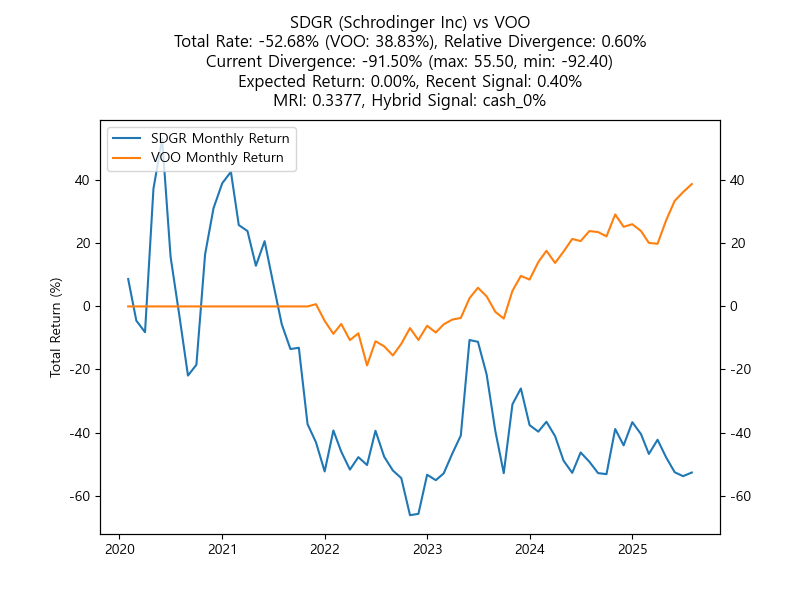 SDGR (Schrodinger Inc) vs VOO
Total Rate: -52.68% (VOO: 38.83%), Relative Divergence: 0.60%
Current Divergence: -91.50% (max: 55.50, min: -92.40)
Expected Return: 0.00%, Recent Signal: 0.40%
MRI: 0.3377, Hybrid Signal: cash_0%
SDGR Monthly Return
VOO Monthly Return
Total Return (%)
40
20
0
-20
-40
-60
40
20
0
-20
-40
-60
2020 2021 2022 2023 2024 2025